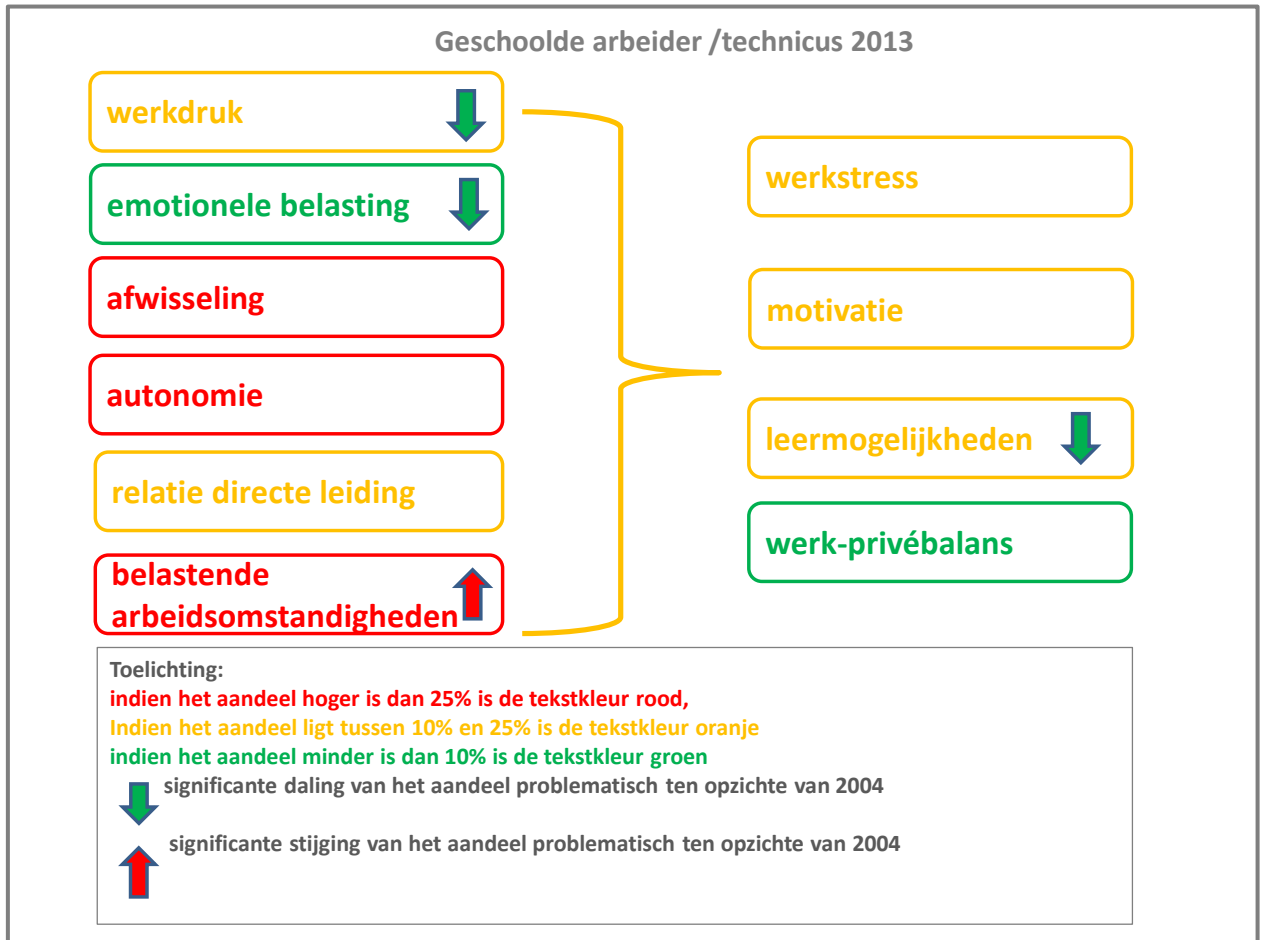 Geschoolde arbeider /technicus 2013
werkdruk
emotionele belasting
afwisseling
autonomie
relatie directe leiding
belastende
arbeidsomstandigheden
werkstress
motivatie
leermogelijkheden
werk-privébalans
Toelichting:
indien het aandeel hoger is dan 25% is de tekstkleur rood,
Indien het aandeel ligt tussen 10% en 25% is de tekstkleur oranje
indien het aandeel minder is dan 10% is de tekstkleur groen
significante daling van het aandeel problematisch ten opzichte van 2004
significante stijging van het aandeel problematisch ten opzichte van 2004